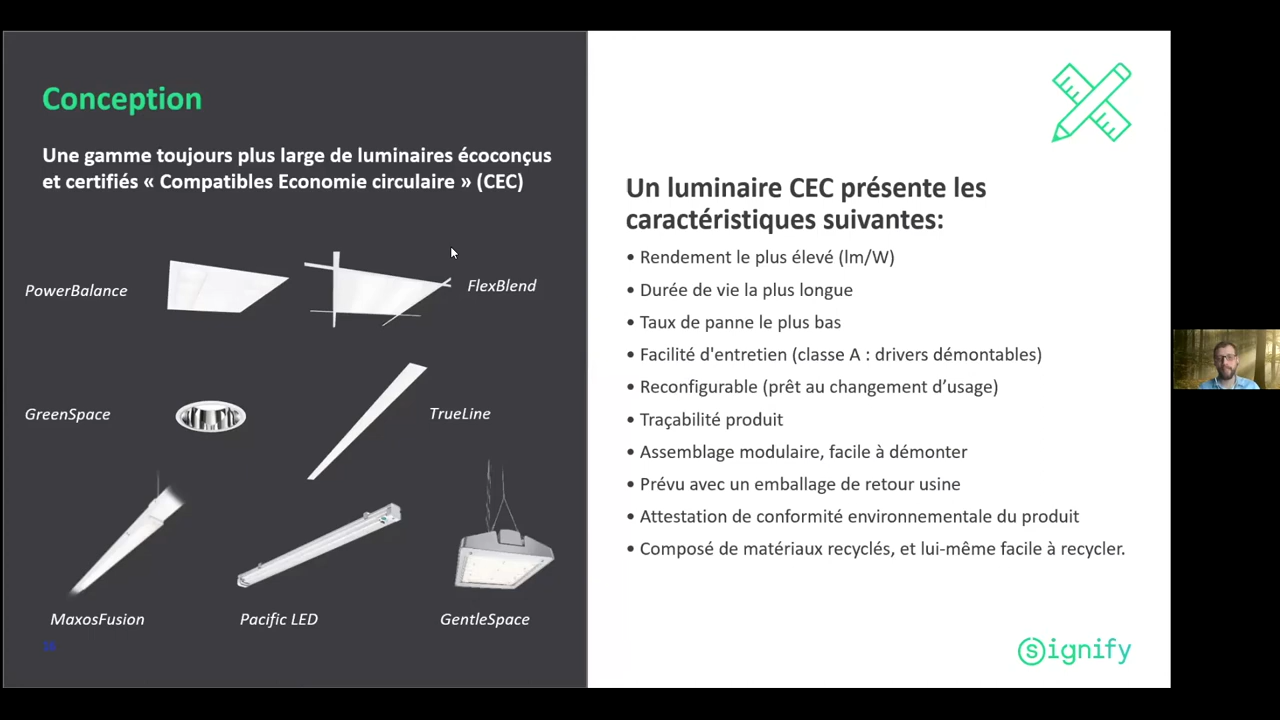 Conception
Une gamme toujours plus large de luminaires écoconçus
et certifiés « Compatibles Economie circulaire » (CEC)
PowerBalance
FlexBlend
GreenSpace
TrueLine
MaxosFusion
Pacific LED
GentleSpace
Un luminaire CEC présente les
caractéristiques suivantes:
• Rendement le plus élevé (lm/W)
• Durée de vie la plus longue
• Taux de panne le plus bas
• Facilité d'entretien (classe A : drivers démontables)
• Reconfigurable (prêt au changement d’usage)
• Traçabilité produit
• Assemblage modulaire, facile à démonter
• Prévu avec un emballage de retour usine
• Attestation de conformité environnementale du produit
• Composé de matériaux recyclés, et lui-même facile à recycler.
signify